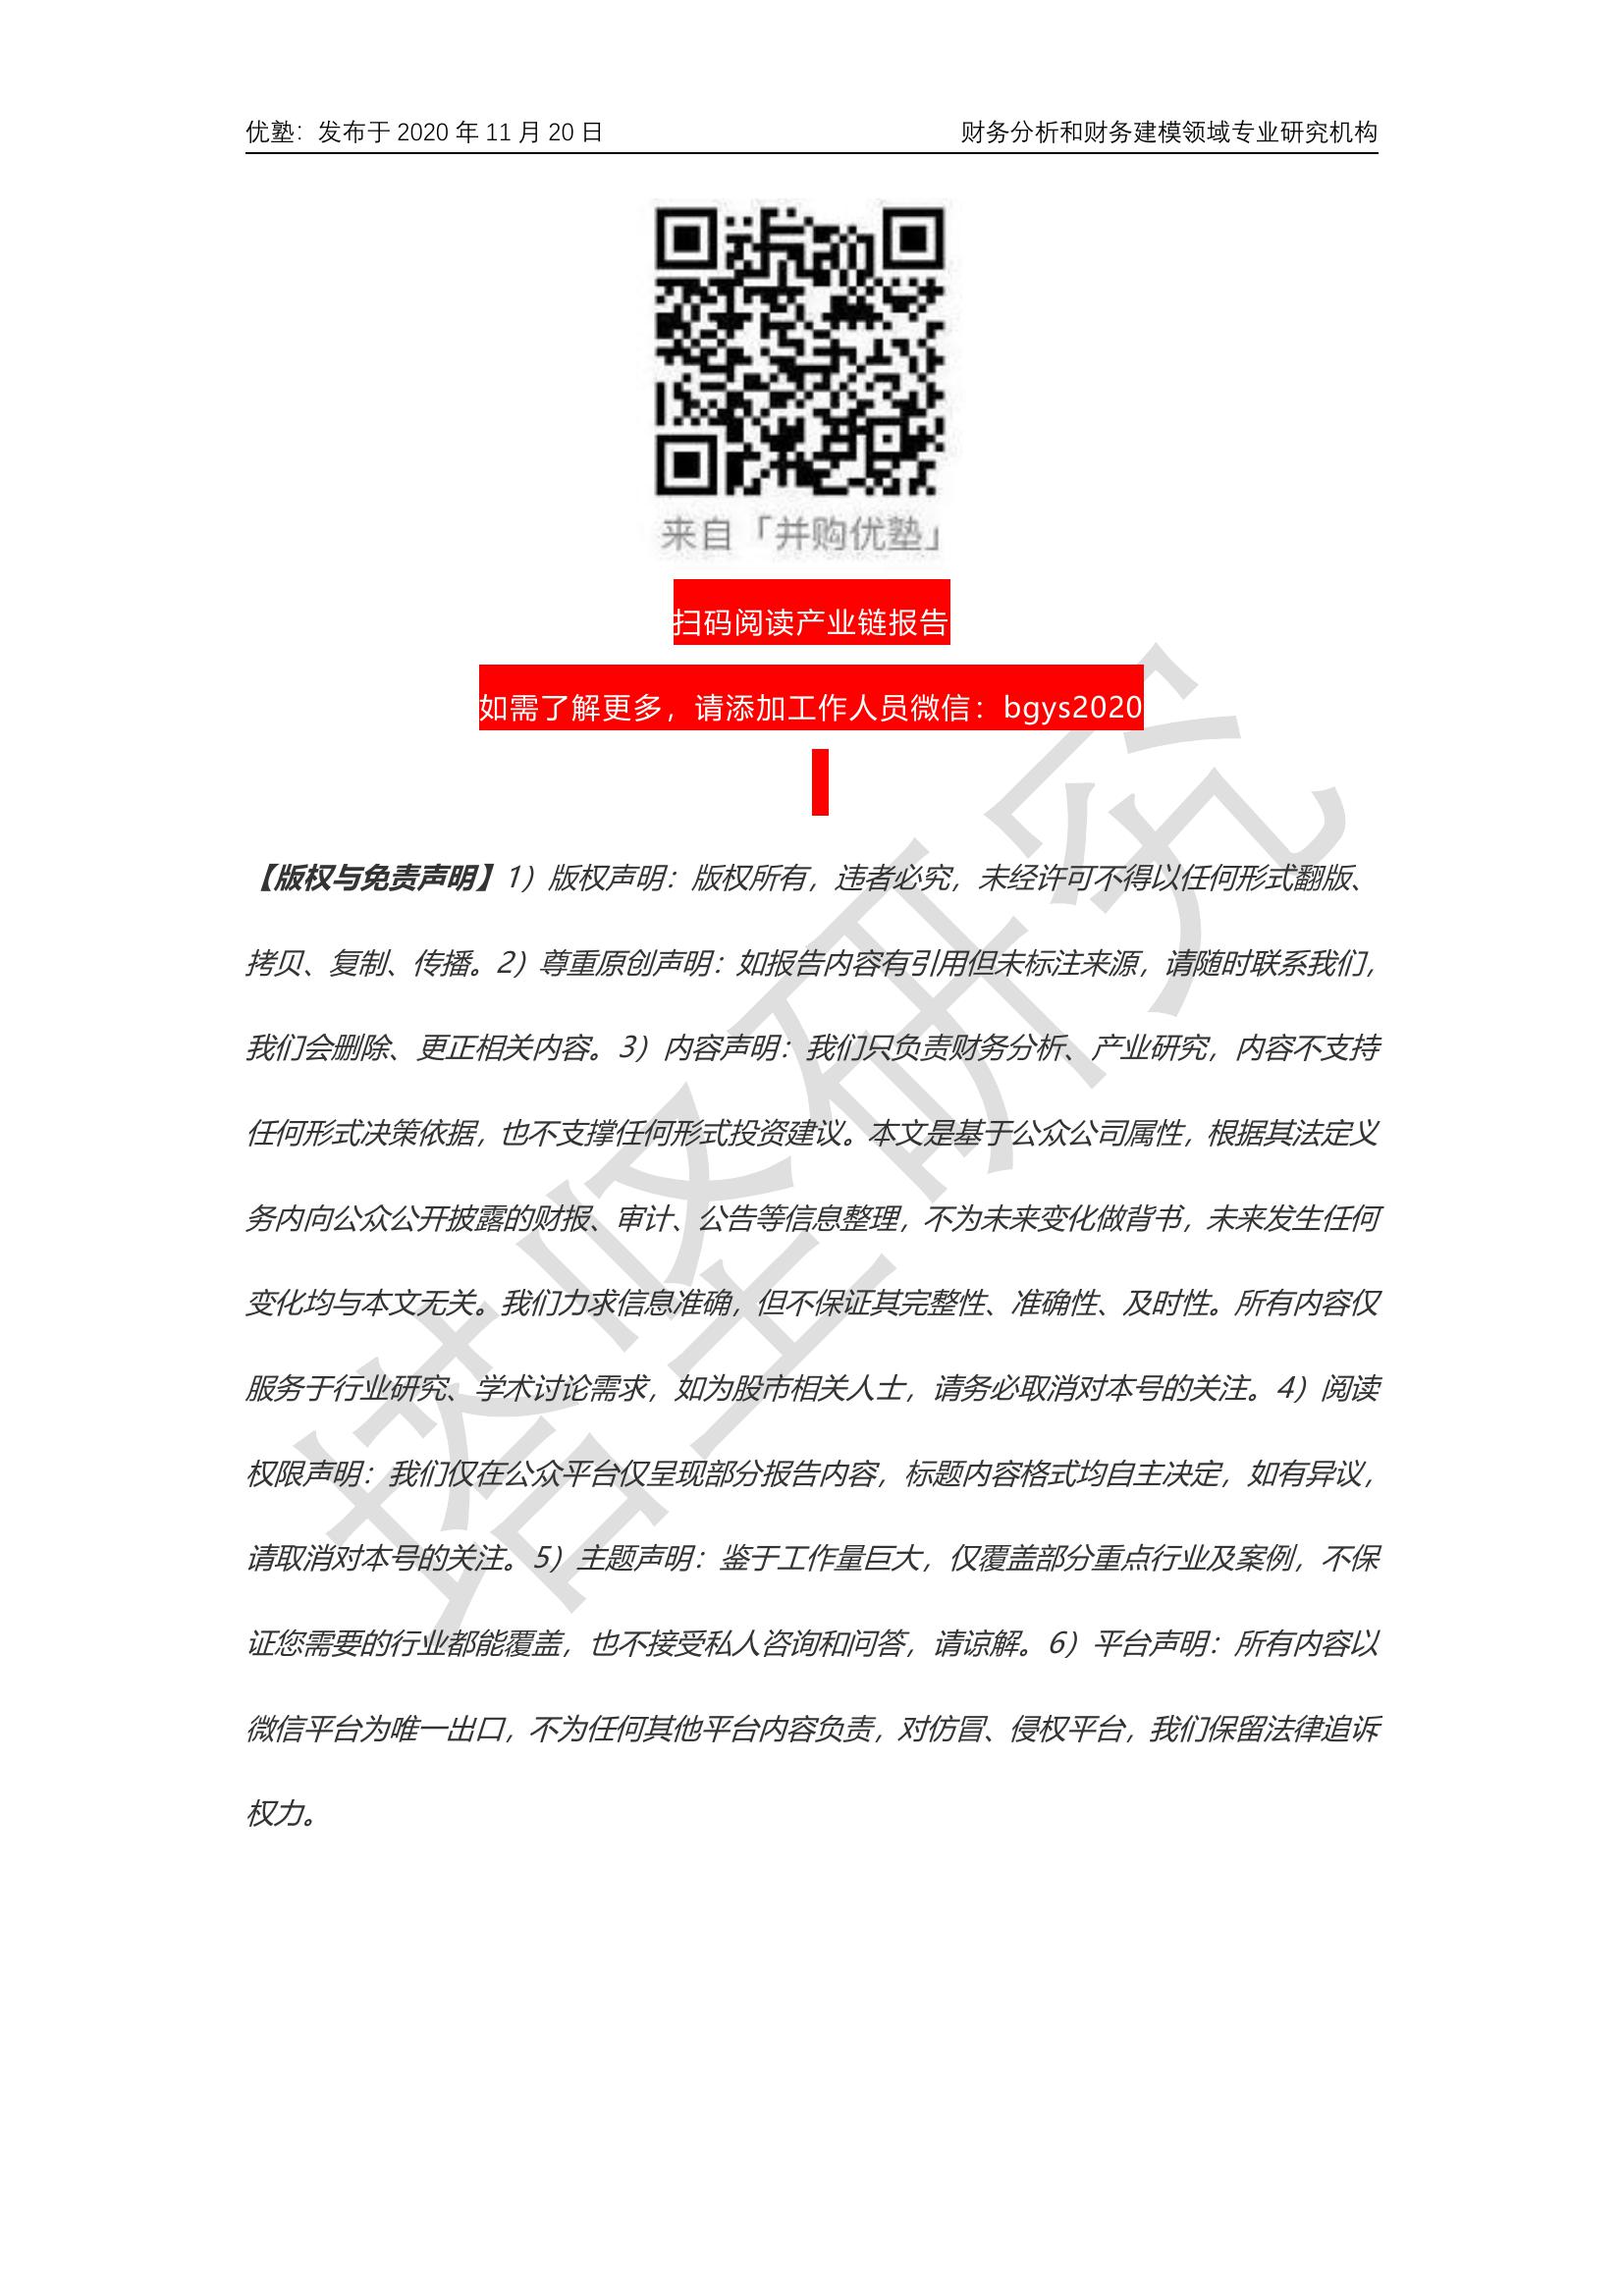 优塾：发布于 2020 年 11 月 20 日
财务分析和财务建模领域专业研究机构
来自「并购优塾」
扫码阅读产业链报告
如需了解更多，请添加工作人员微信：bgys2020
【版权与免责声明】1）版权声明：版权所有，违者必究，未经许可不得以任何形式翻版、
拷贝、复制、传播。2）尊重原创声明：如报告内容有引用但未标注来源，请随时联系我们，
我们会删除、更正相关内容。3）内容声明：我们只负责财务分析、产业研究，内容不支持
任何形式决策依据，也不支撑任何形式投资建议。本文是基于公众公司属性，根据其法定义
务内向公众公开披露的财报、审计、公告等信息整理，不为未来变化做背书，未来发生任何
变化均与本文无关。我们力求信息准确，但不保证其完整性、准确性、及时性。所有内容仅
服务于行业研究、学术讨论需求，如为股市相关人士，请务必取消对本号的关注。4）阅读
权限声明：我们仅在公众平台仅呈现部分报告内容，标题内容格式均自主决定，如有异议，
请取消对本号的关注。5）主题声明：鉴于工作量巨大，仅覆盖部分重点行业及案例，不保
证您需要的行业都能覆盖，也不接受私人咨询和问答，请谅解。6）平台声明：所有内容以
微信平台为唯一出口，不为任何其他平台内容负责，对仿冒、侵权平台，我们保留法律追诉
权力。
塔坚研究